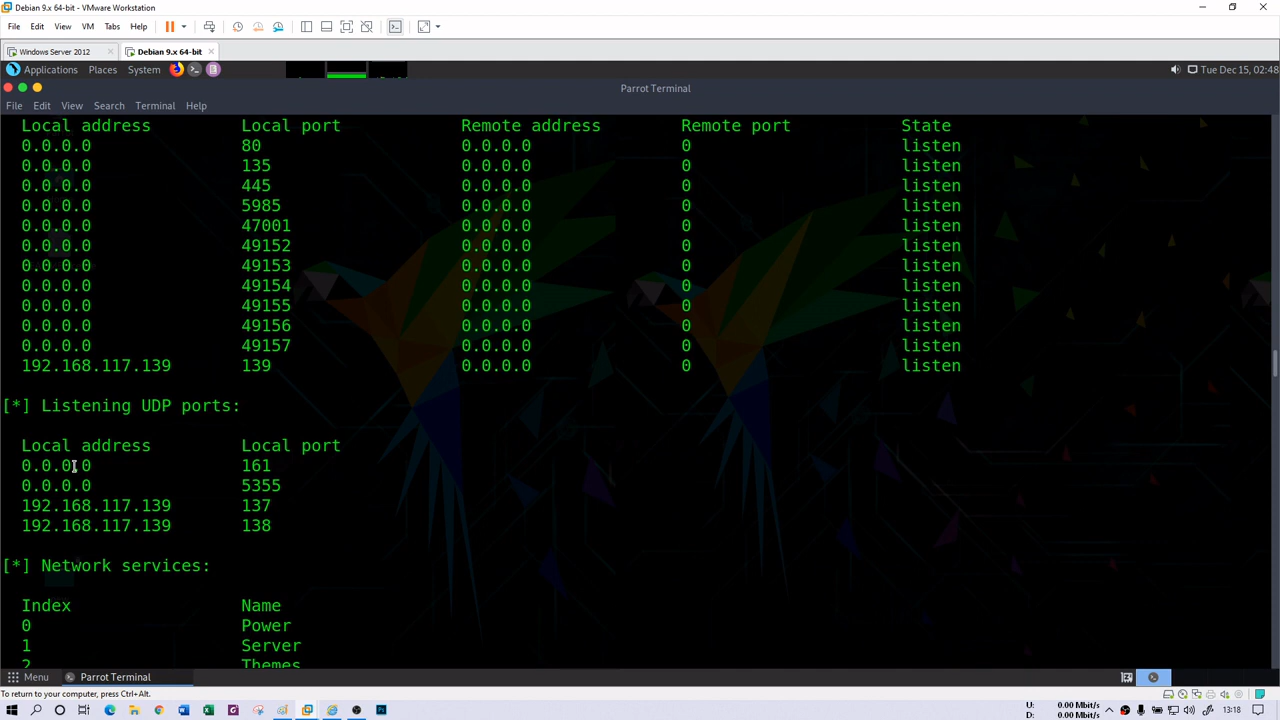 Debian 9.x 64-bit - VMware Workstation
File Edit View VM Tabs Help
Windows Server 2012 Debian 9.x 64-bit
Applications Places System Tue Dec 15, 02:48
Parrot Terminal
File Edit View Search Terminal Help
Local address Local port Remote address Remote port State
0.0.0.0 80 0.0.0.0 0 listen
0.0.0.0 135 0.0.0.0 0 listen
0.0.0.0 445 0.0.0.0 0 listen
0.0.0.0 5985 0.0.0.0 0 listen
0.0.0.0 47001 0.0.0.0 0 listen
0.0.0.0 49152 0.0.0.0 0 listen
0.0.0.0 49153 0.0.0.0 0 listen
0.0.0.0 49154 0.0.0.0 0 listen
0.0.0.0 49155 0.0.0.0 0 listen
0.0.0.0 49156 0.0.0.0 0 listen
0.0.0.0 49157 0.0.0.0 0 listen
192.168.117.139 139 0.0.0.0 0 listen
[*] Listening UDP ports:
Local address Local port
0.0.0.0 161
0.0.0.0 5355
192.168.117.139 137
192.168.117.139 138
[*] Network services:
Index Name
0 Power
1 Server
2 Themes
Menu Parrot Terminal
To return to your computer, press Ctrl+Alt.
U: 0.00 Mbit/s
D: 0.00 Mbit/s
13:18